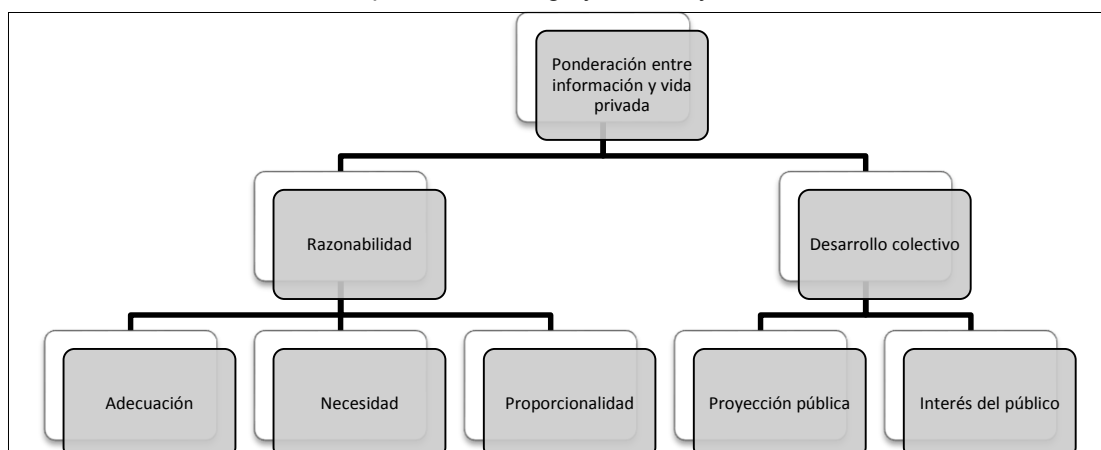 Ponderación entre
información y vida
privada
Razonabilidad
Desarrollo colectivo
Adecuación
Necesidad
Proporcionalidad
Proyección pública
Interés del público